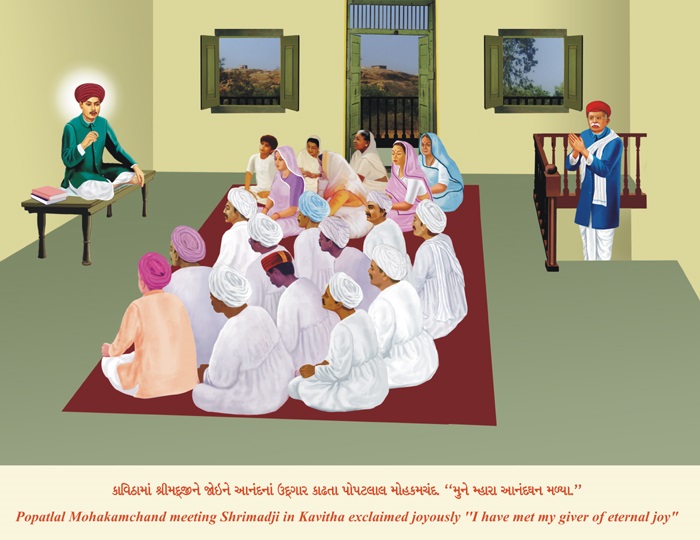 કાવિઠામાં શ્રીમદ્જીને જોઇને આનંદનાં ઉદ્ગાર કાઢતા પોપટલાલ મોહકમચંદ. “મુને મ્હારા આનંદઘન મળ્યા.”
Popatlal Mohakamchand meeting Shrimadji in Kavitha exclaimed joyously "I have met my giver of eternal joy"